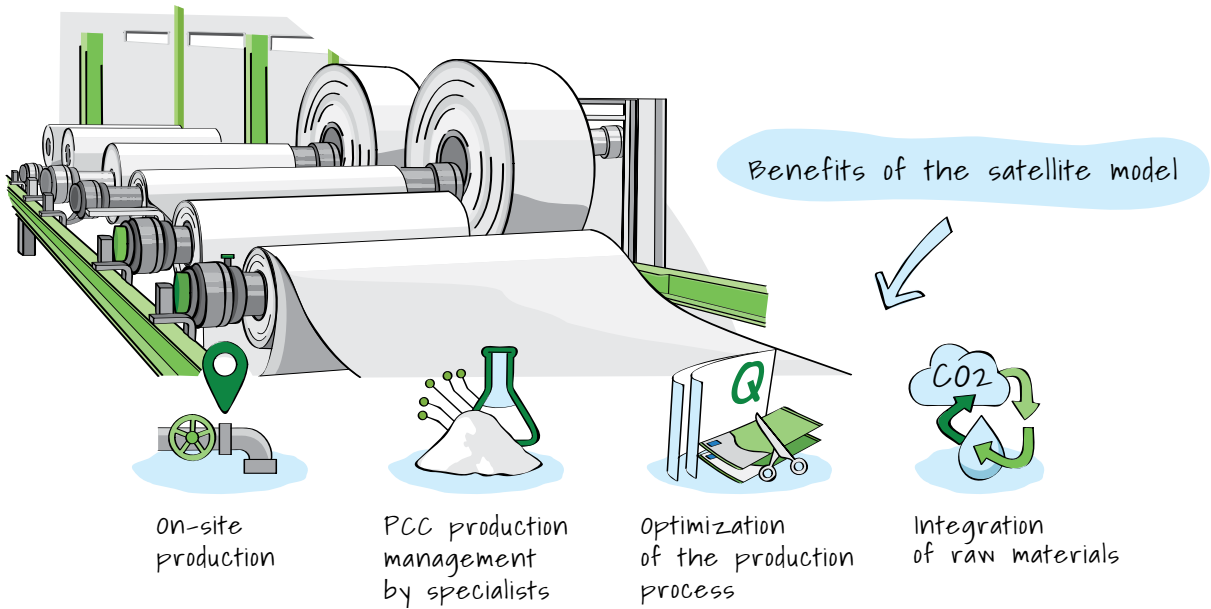 Benefits of the satellite model
Q
CO2
On-site
production
PCC production
management
by specialists
Optimization
of the production
process
Integration
of raw materials